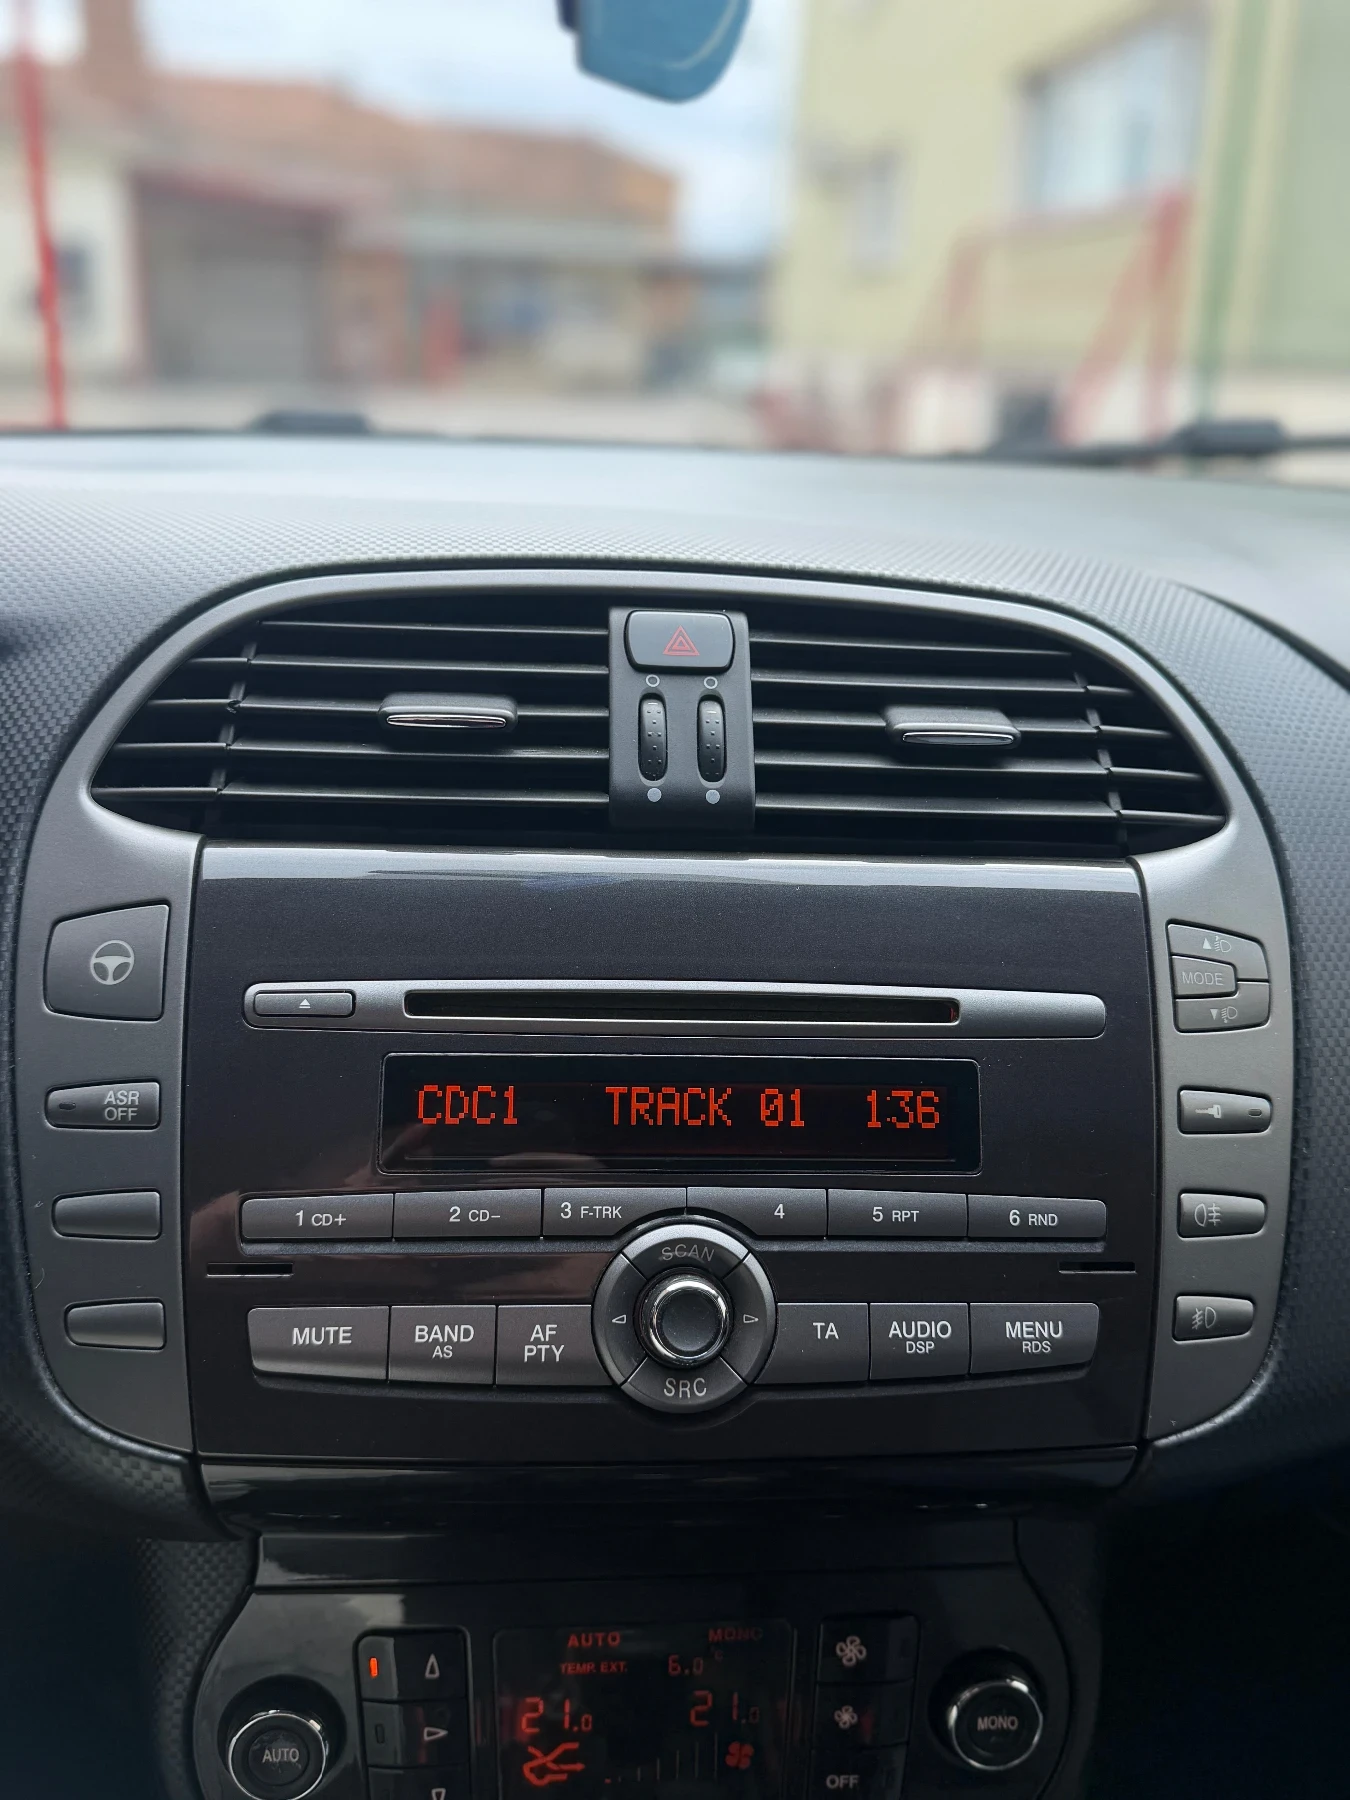 MODE
ASR
OFF
CDC1 TRACK 01 1:36
1 CD+ 2 CD− 3 F-TRK 4 5 RPT 6 RND
SCAN
MUTE BAND AS AF PTY TA AUDIO DSP MENU RDS
SRC
AUTO MONO
TEMP. EXT. 6.0 °C
21.0 21.0
AUTO MONO
OFF